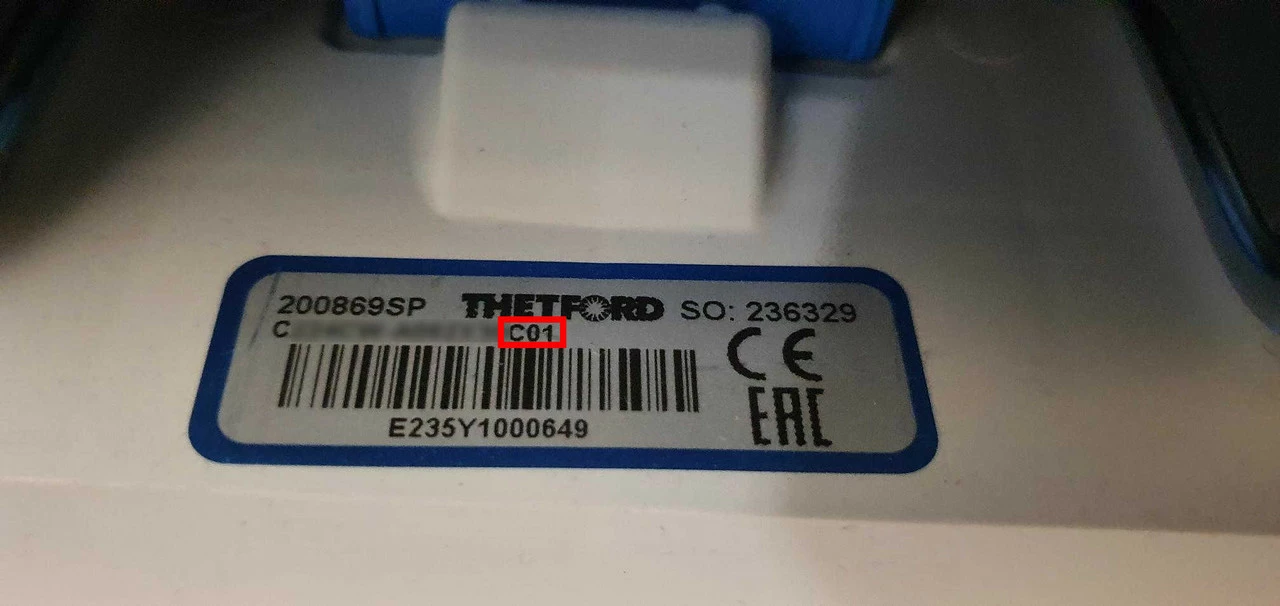 200869SP THETFORD SO: 236329
C C01
CE
EAC
E235Y1000649